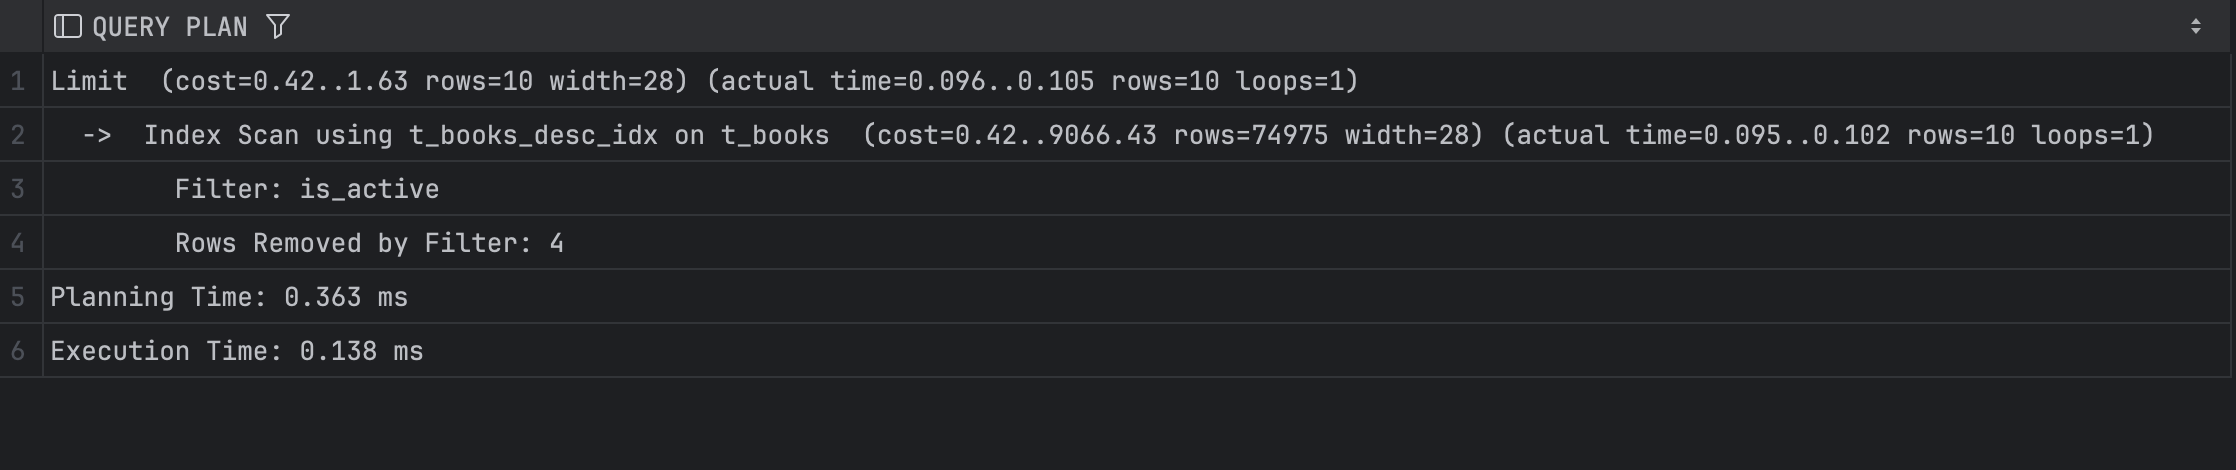 QUERY PLAN
1 Limit  (cost=0.42..1.63 rows=10 width=28) (actual time=0.096..0.105 rows=10 loops=1)
2   ->  Index Scan using t_books_desc_idx on t_books  (cost=0.42..9066.43 rows=74975 width=28) (actual time=0.095..0.102 rows=10 loops=1)
3         Filter: is_active
4         Rows Removed by Filter: 4
5 Planning Time: 0.363 ms
6 Execution Time: 0.138 ms